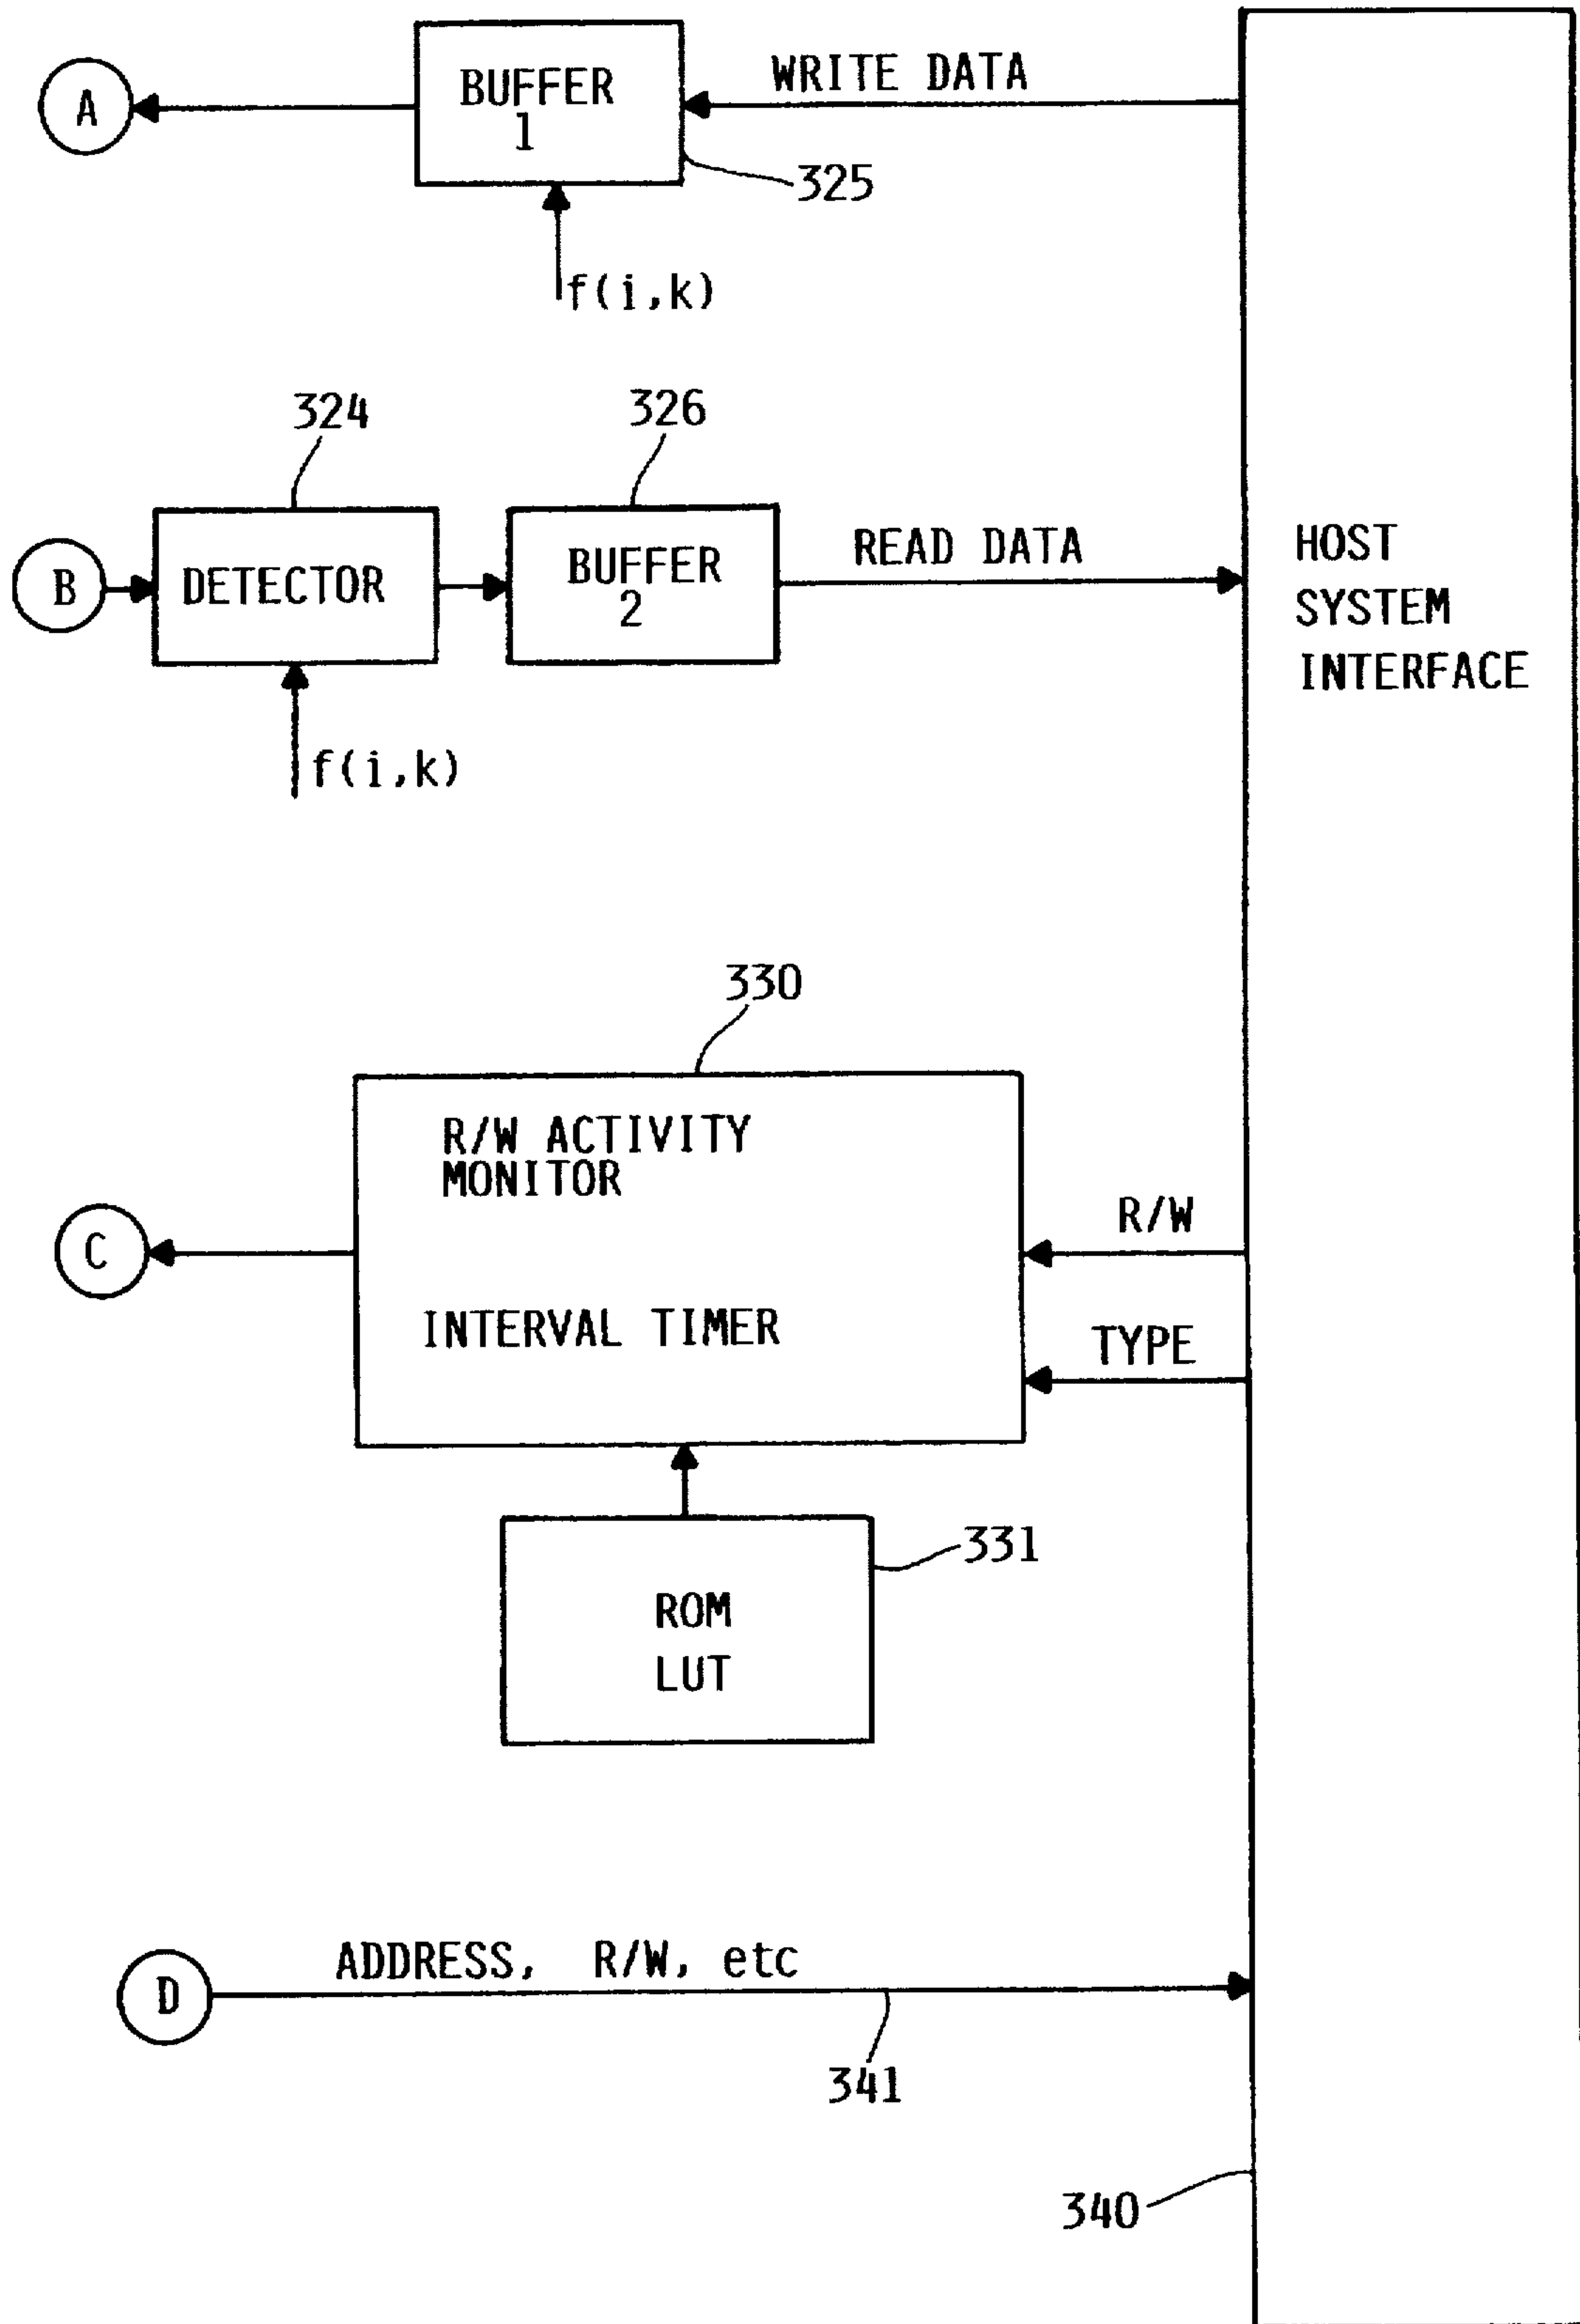 A
BUFFER
1
WRITE DATA
325
f(i,k)
324
326
B
DETECTOR
BUFFER
2
READ DATA
f(i,k)
HOST
SYSTEM
INTERFACE
330
R/W ACTIVITY
MONITOR
INTERVAL TIMER
C
R/W
TYPE
331
ROM
LUT
D
ADDRESS, R/W, etc
341
340